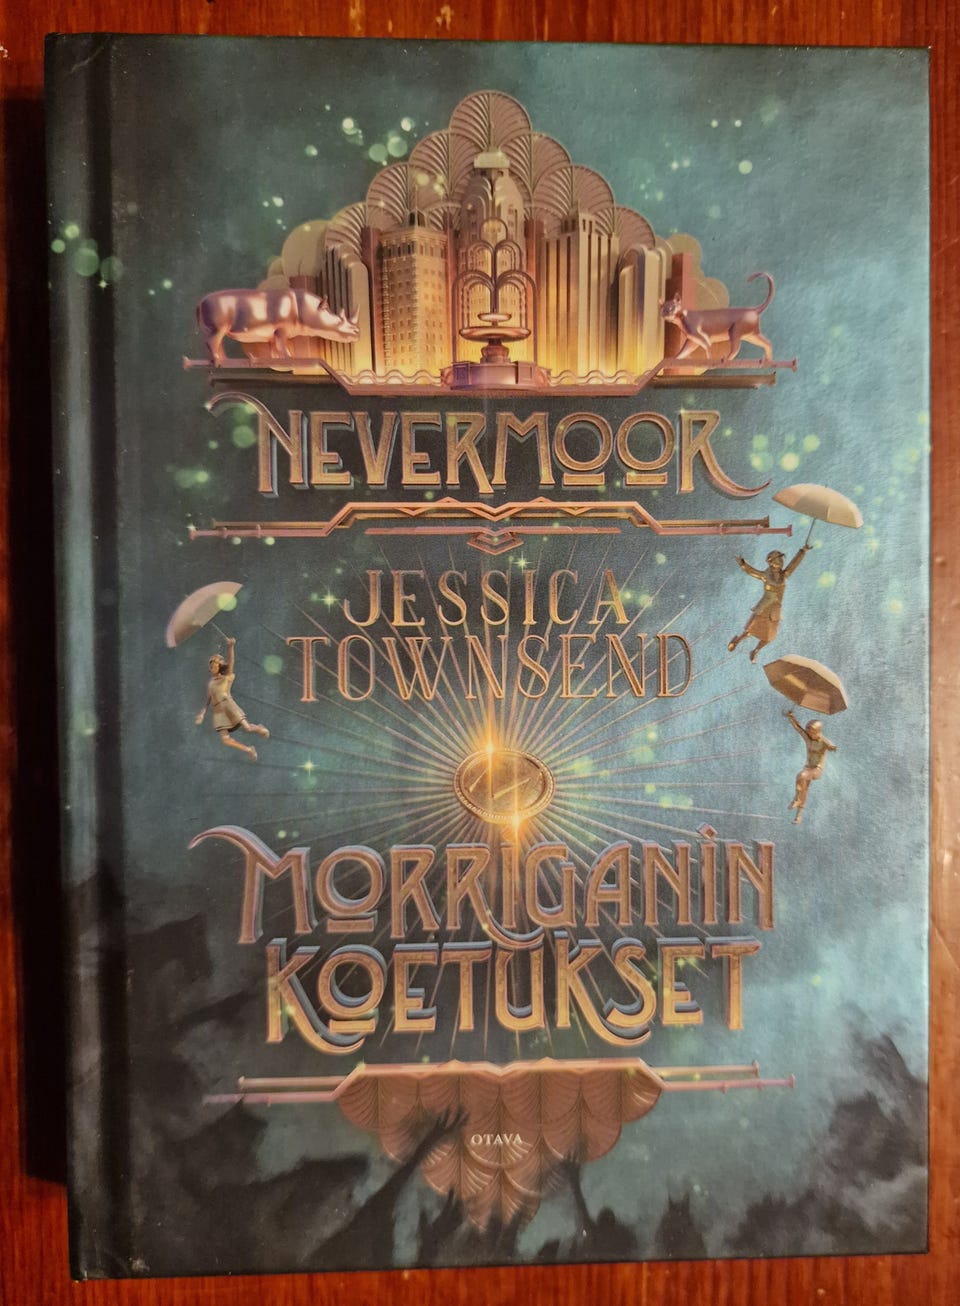 NEVERMOOR
JESSICA
TOWNSEND
MORRIGANIN
KOETUKSET
OTAVA